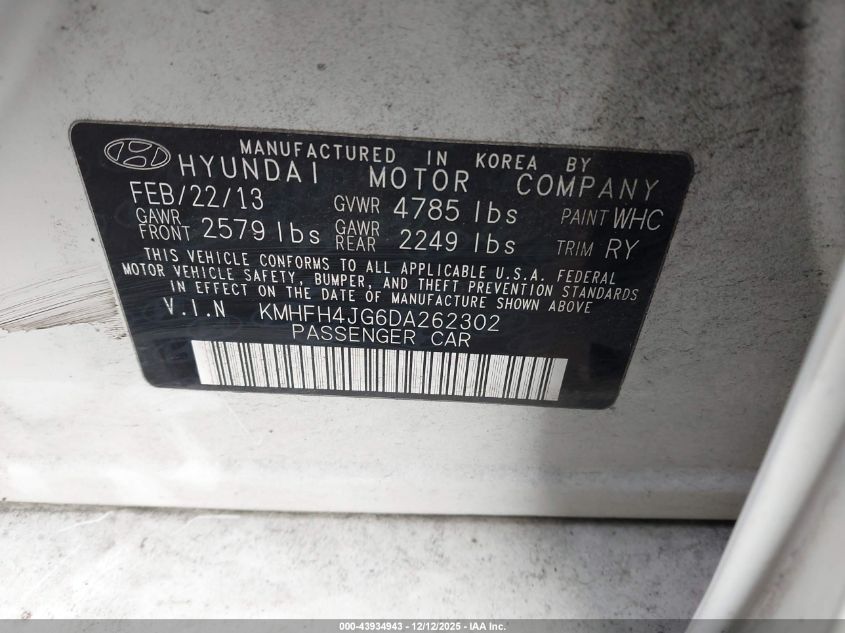 MANUFACTURED IN KOREA BY
HYUNDAI MOTOR COMPANY
FEB/22/13 GVWR 4785 lbs PAINT WHC
GAWR FRONT 2579 lbs GAWR REAR 2249 lbs TRIM RY
THIS VEHICLE CONFORMS TO ALL APPLICABLE U.S.A. FEDERAL
MOTOR VEHICLE SAFETY, BUMPER, AND THEFT PREVENTION STANDARDS
IN EFFECT ON THE DATE OF MANUFACTURE SHOWN ABOVE
V.I.N KMHFH4JG6DA262302
PASSENGER CAR
000-43934943 - 12/12/2025 - IAA Inc.